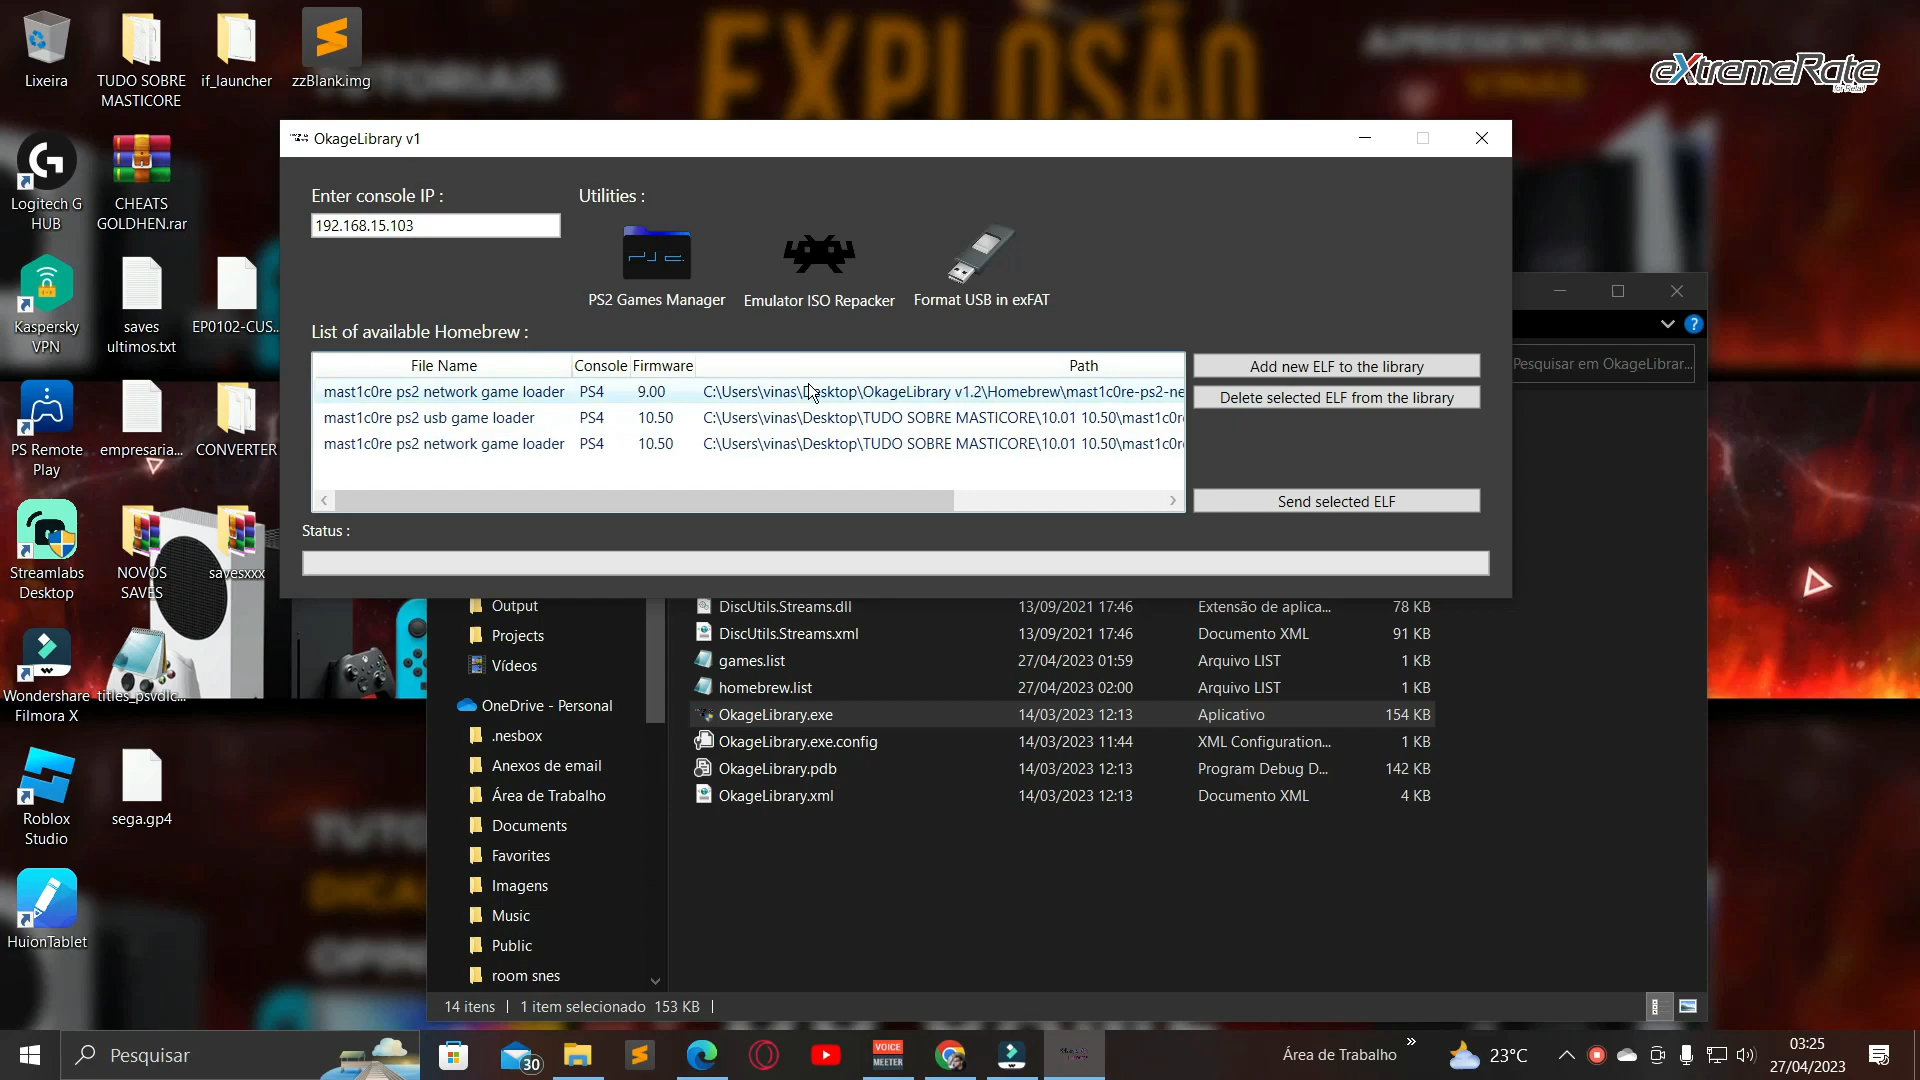 EXPLOSÃO
TUTORIAIS
APRESENTANDO:
VINAS
eXtremeRate
for Retail
Lixeira
TUDO SOBRE
MASTICORE
if_launcher
zzBlank.img
Logitech G
HUB
CHEATS
GOLDHEN.rar
Kaspersky
VPN
saves
ultimos.txt
EP0102-CUS...
PS Remote
Play
empresaria...
CONVERTER
Streamlabs
Desktop
NOVOS
SAVES
savesxxx
Wondershare
Filmora X
titles_psvdlc...
Roblox
Studio
sega.gp4
HuionTablet
OkageLibrary v1
Enter console IP :
192.168.15.103
Utilities :
PS2 Games Manager
Emulator ISO Repacker
Format USB in exFAT
List of available Homebrew :
File Name Console Firmware Path
mast1c0re ps2 network game loader PS4 9.00 C:\Users\vinas\Desktop\OkageLibrary v1.2\Homebrew\mast1c0re-ps2-ne
mast1c0re ps2 usb game loader PS4 10.50 C:\Users\vinas\Desktop\TUDO SOBRE MASTICORE\10.01 10.50\mast1c0r
mast1c0re ps2 network game loader PS4 10.50 C:\Users\vinas\Desktop\TUDO SOBRE MASTICORE\10.01 10.50\mast1c0r
Add new ELF to the library
Delete selected ELF from the library
Send selected ELF
Status :
Pesquisar em OkageLibrar...
Output
Projects
Vídeos
OneDrive - Personal
.nesbox
Anexos de email
Área de Trabalho
Documents
Favorites
Imagens
Music
Public
room snes
DiscUtils.Streams.dll 13/09/2021 17:46 Extensão de aplica... 78 KB
DiscUtils.Streams.xml 13/09/2021 17:46 Documento XML 91 KB
games.list 27/04/2023 01:59 Arquivo LIST 1 KB
homebrew.list 27/04/2023 02:00 Arquivo LIST 1 KB
OkageLibrary.exe 14/03/2023 12:13 Aplicativo 154 KB
OkageLibrary.exe.config 14/03/2023 11:44 XML Configuration... 1 KB
OkageLibrary.pdb 14/03/2023 12:13 Program Debug D... 142 KB
OkageLibrary.xml 14/03/2023 12:13 Documento XML 4 KB
14 itens 1 item selecionado 153 KB
Pesquisar
30
VOICE
MEETER
Área de Trabalho
23°C
03:25
27/04/2023